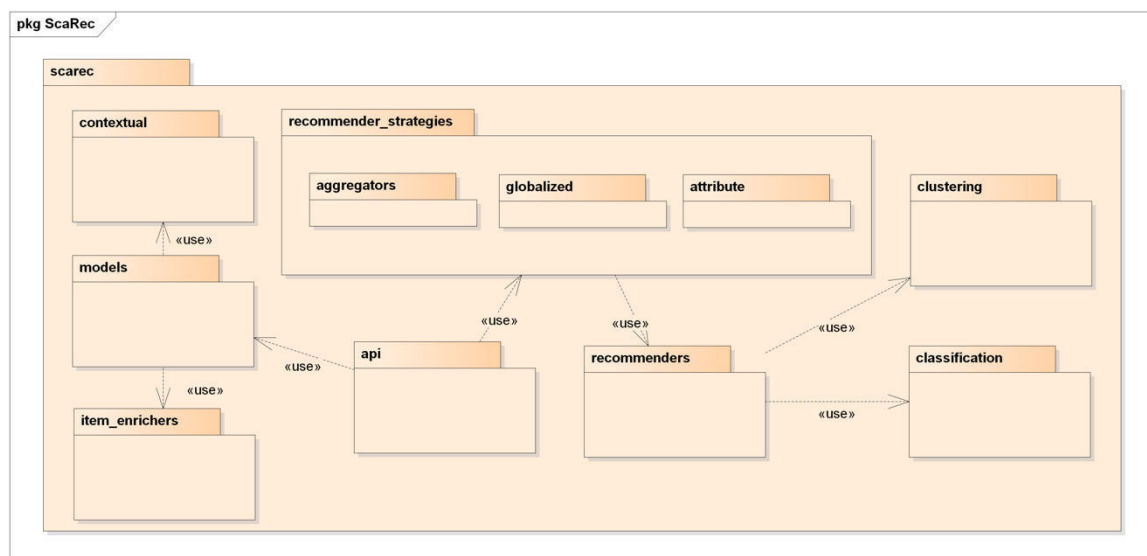 pkg ScaRec
scarec
contextual
recommender_strategies
aggregators
globalized
attribute
clustering
«use»
models
«use»
«use»
«use»
api
«use»
recommenders
classification
«use»
«use»
item_enrichers